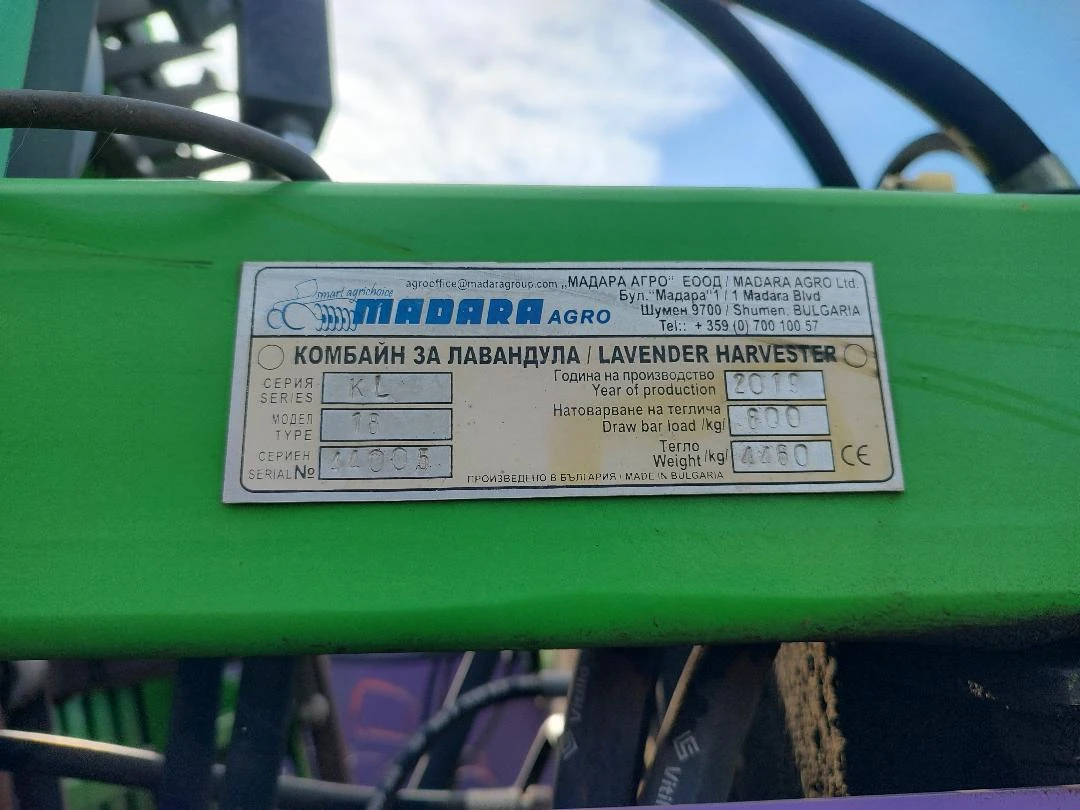 agrooffice@madaragroup.com „МАДАРА АГРО" ЕООД / MADARA AGRO Ltd.
Бул."Мадара"1 / 1 Madara Blvd
Шумен 9700 / Shumen, BULGARIA
Tel:: + 359 (0) 700 100 57
smart agrichoice
MADARA AGRO
КОМБАЙН ЗА ЛАВАНДУЛА / LAVENDER HARVESTER
СЕРИЯ
SERIES KL
МОДЕЛ
TYPE 18
СЕРИЕН
SERIAL № 44005
Година на производство
Year of production 2019
Натоварване на теглича
Draw bar load /kg/ 800
Тегло
Weight /kg/ 4460
CE
ПРОИЗВЕДЕНО В БЪЛГАРИЯ / MADE IN BULGARIA